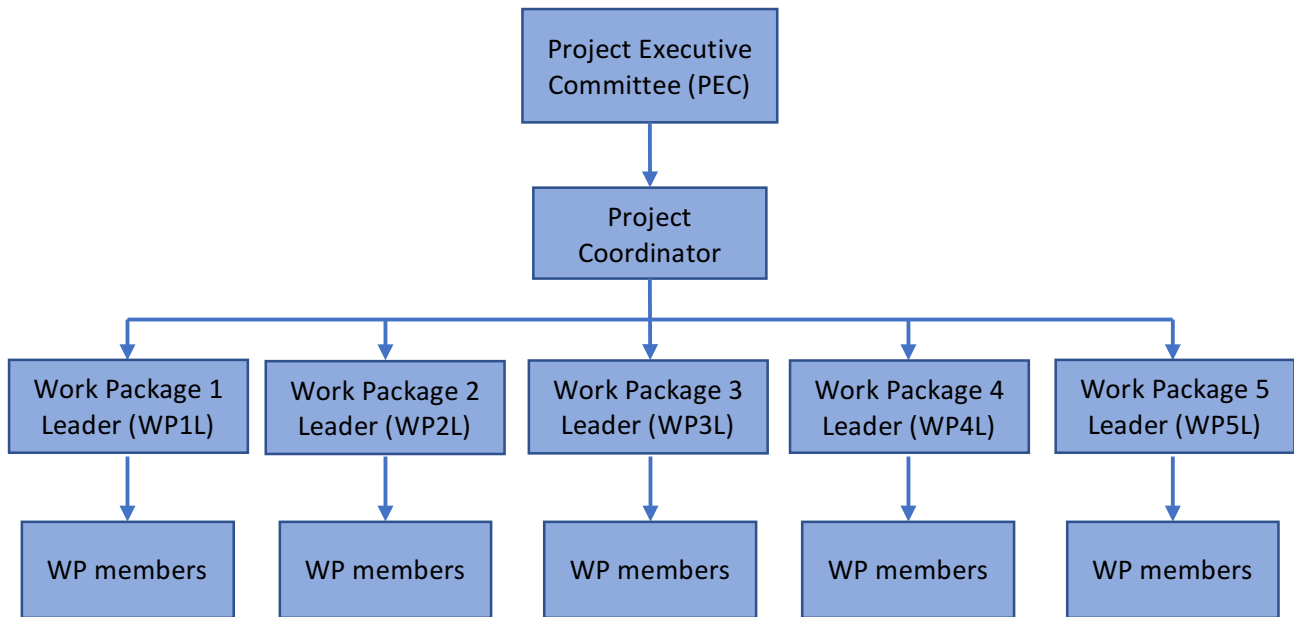 Project Executive
Committee (PEC)
Project
Coordinator
Work Package 1
Leader (WP1L)
Work Package 2
Leader (WP2L)
Work Package 3
Leader (WP3L)
Work Package 4
Leader (WP4L)
Work Package 5
Leader (WP5L)
WP members
WP members
WP members
WP members
WP members